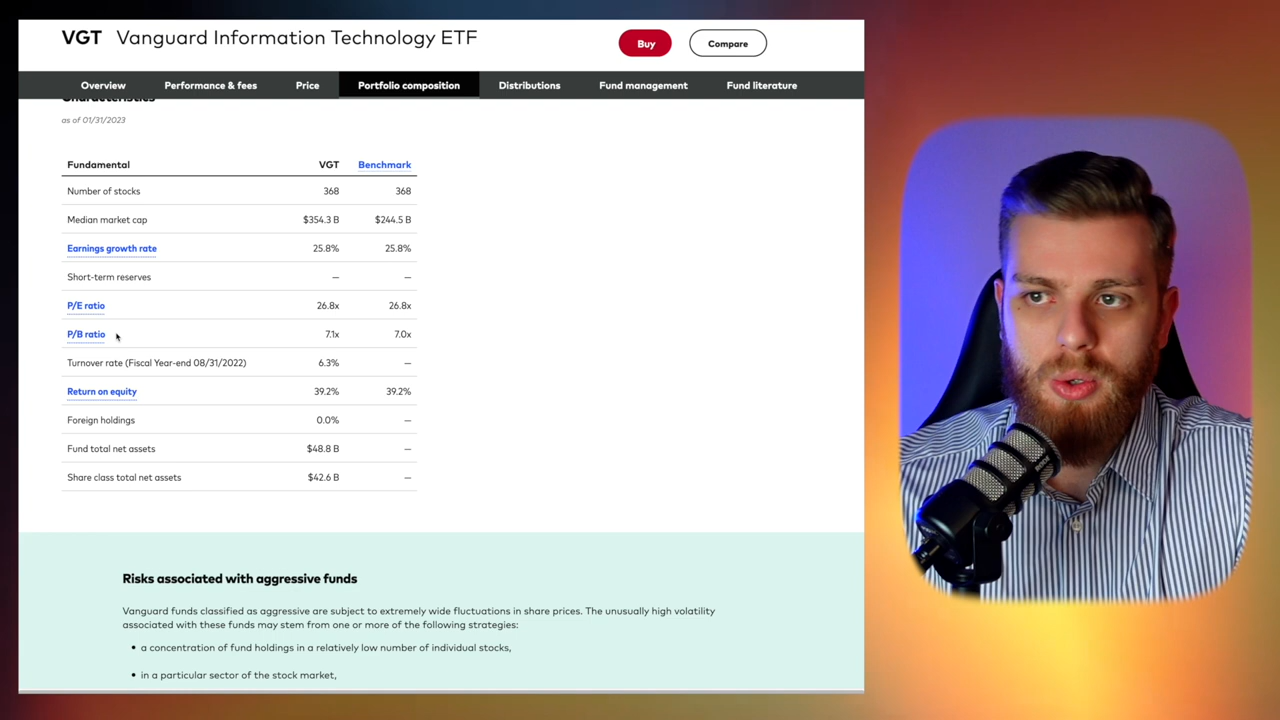 VGT Vanguard Information Technology ETF
Buy
Compare
Overview Performance & fees Price Portfolio composition Distributions Fund management Fund literature
Characteristics
as of 01/31/2023
Fundamental VGT Benchmark
Number of stocks 368 368
Median market cap $354.3 B $244.5 B
Earnings growth rate 25.8% 25.8%
Short-term reserves — —
P/E ratio 26.8x 26.8x
P/B ratio 7.1x 7.0x
Turnover rate (Fiscal Year-end 08/31/2022) 6.3% —
Return on equity 39.2% 39.2%
Foreign holdings 0.0% —
Fund total net assets $48.8 B —
Share class total net assets $42.6 B —
Risks associated with aggressive funds
Vanguard funds classified as aggressive are subject to extremely wide fluctuations in share prices. The unusually high volatility
associated with these funds may stem from one or more of the following strategies:
• a concentration of fund holdings in a relatively low number of individual stocks,
• in a particular sector of the stock market,